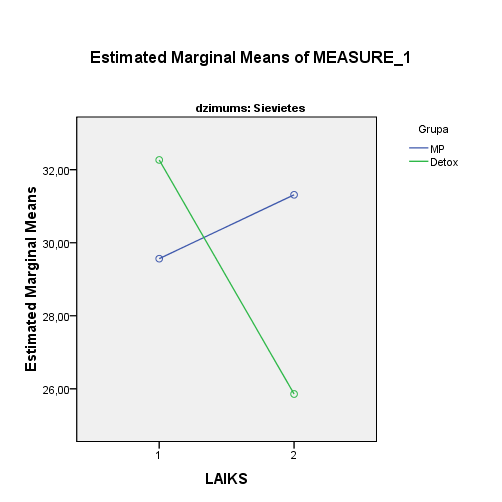 Estimated Marginal Means of MEASURE_1
dzimums: Sievietes
Grupa
MP
Detox
Estimated Marginal Means
32,00
30,00
28,00
26,00
1
2
LAIKS